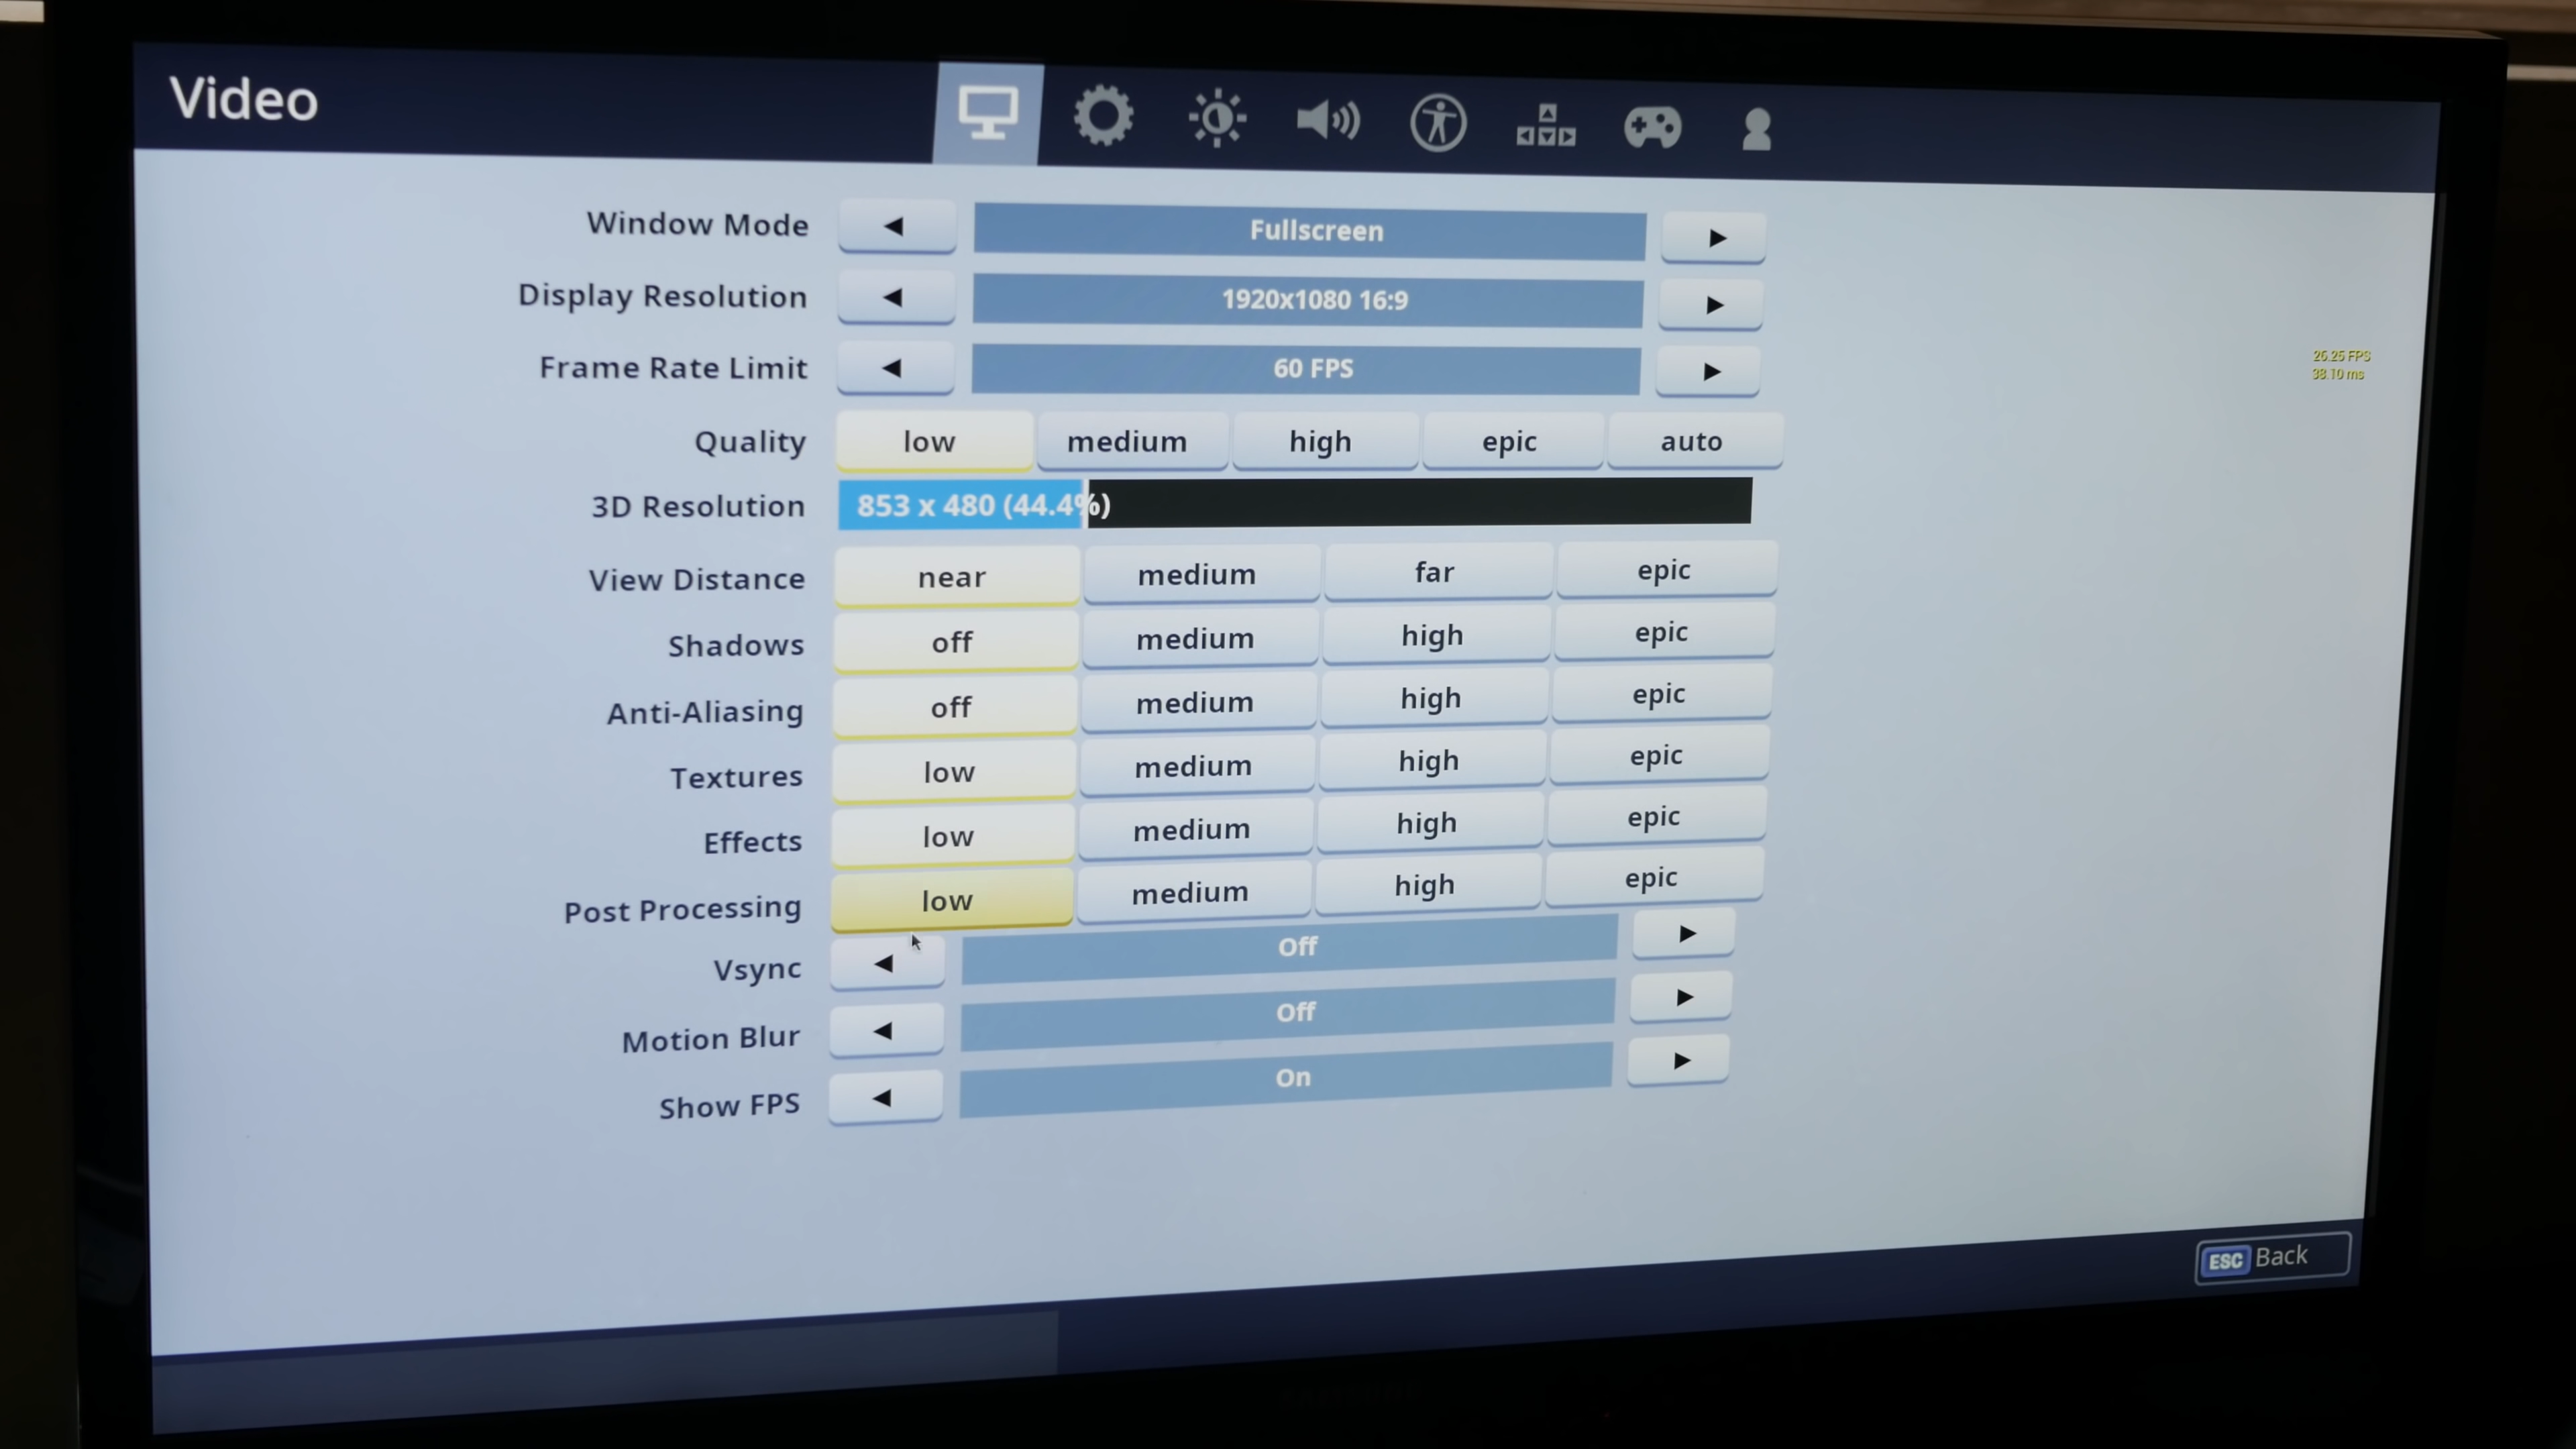 Video
Window Mode Fullscreen
Display Resolution 1920x1080 16:9
Frame Rate Limit 60 FPS
26.25 FPS
38.10 ms
Quality low medium high epic auto
3D Resolution 853 x 480 (44.4%)
View Distance near medium far epic
Shadows off medium high epic
Anti-Aliasing off medium high epic
Textures low medium high epic
Effects low medium high epic
Post Processing low medium high epic
Vsync Off
Motion Blur Off
Show FPS On
ESC Back